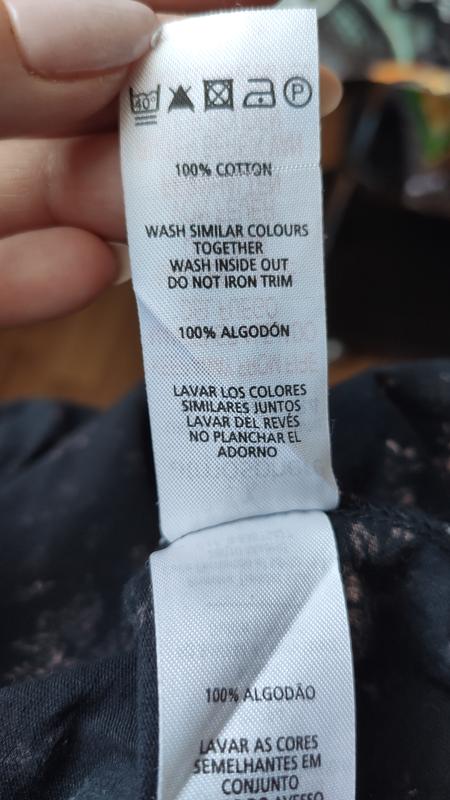 40°
P
100% COTTON
WASH SIMILAR COLOURS
TOGETHER
WASH INSIDE OUT
DO NOT IRON TRIM
100% ALGODÓN
LAVAR LOS COLORES
SIMILARES JUNTOS
LAVAR DEL REVÉS
NO PLANCHAR EL
ADORNO
100% ALGODÃO
LAVAR AS CORES
SEMELHANTES EM
CONJUNTO
AVESSO